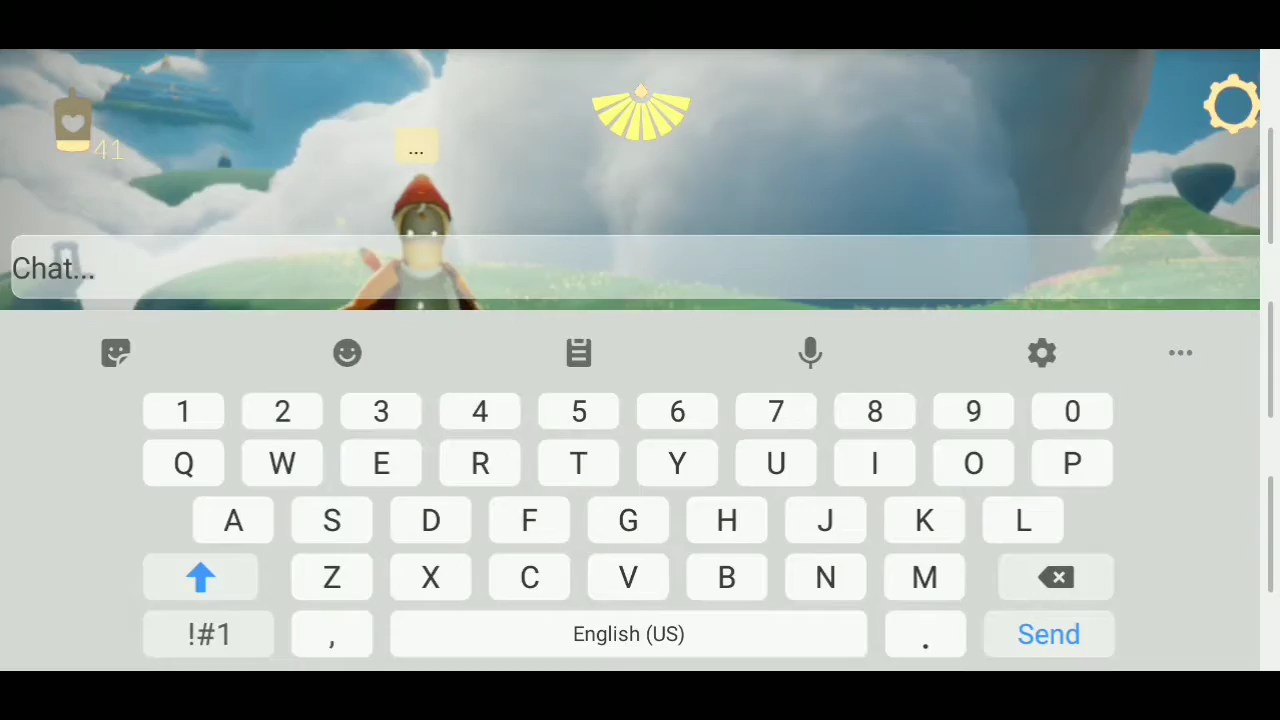 41
...
Chat...
1 2 3 4 5 6 7 8 9 0
Q W E R T Y U I O P
A S D F G H J K L
Z X C V B N M
!#1 , English (US) . Send